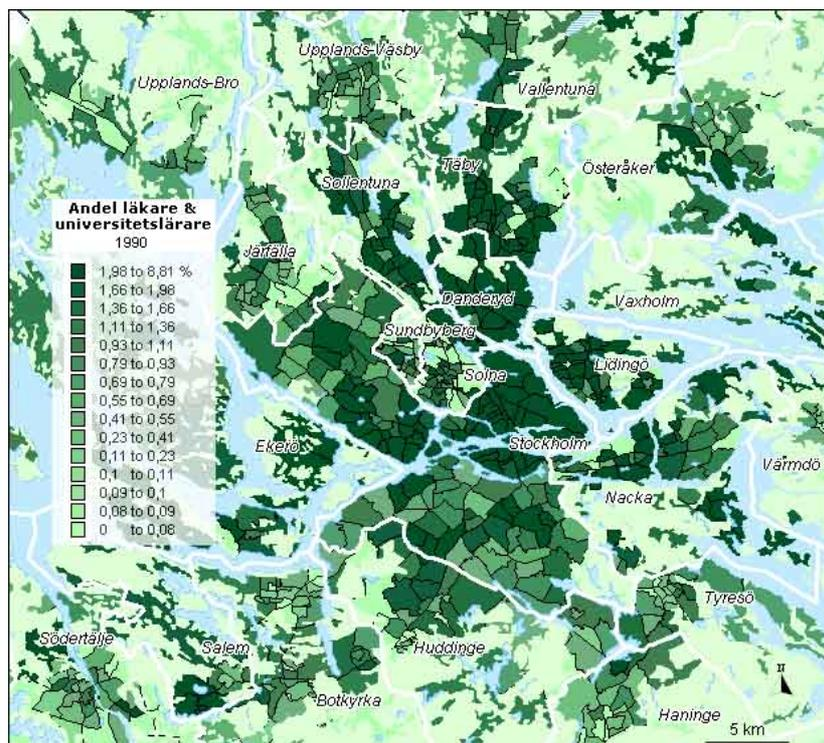 Upplands-Väsby
Upplands-Bro
Vallentuna
Täby
Österåker
Sollentuna
Andel läkare &
universitetslärare
1990
1,98 to 8,81 %
1,66 to 1,98
1,36 to 1,66
1,11 to 1,36
0,93 to 1,11
0,79 to 0,93
0,69 to 0,79
0,55 to 0,69
0,41 to 0,55
0,23 to 0,41
0,11 to 0,23
0,1 to 0,11
0,09 to 0,1
0,08 to 0,09
0 to 0,08
Järfälla
Danderyd
Vaxholm
Sundbyberg
Lidingö
Solna
Ekerö
Stockholm
Värmdö
Nacka
Tyresö
Södertälje
Salem
Huddinge
Botkyrka
N
Haninge
5 km